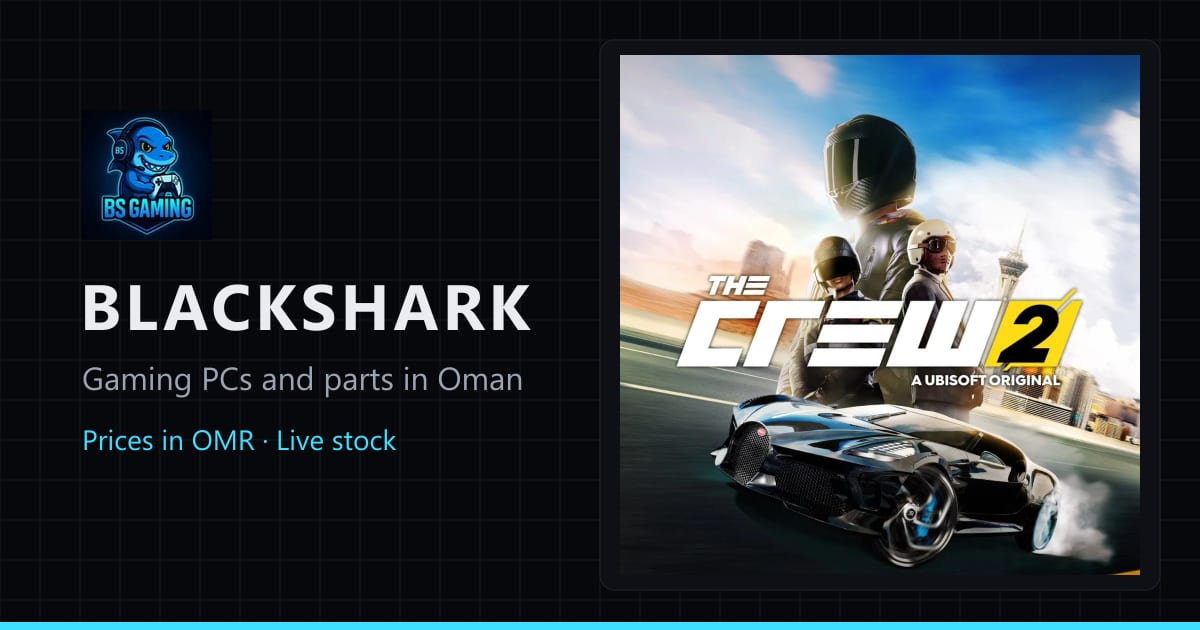 BS
BS GAMING
BLACKSHARK
Gaming PCs and parts in Oman
Prices in OMR · Live stock
THE
CREW 2
A UBISOFT ORIGINAL